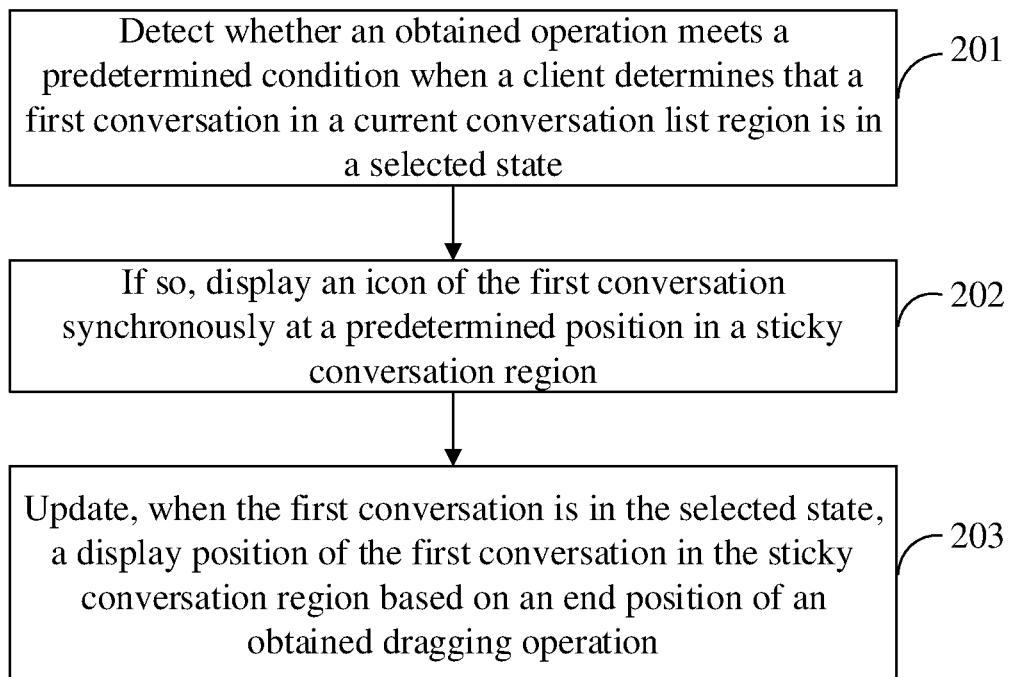 Detect whether an obtained operation meets a
predetermined condition when a client determines that a
first conversation in a current conversation list region is in
a selected state
201
If so, display an icon of the first conversation
synchronously at a predetermined position in a sticky
conversation region
202
Update, when the first conversation is in the selected state,
a display position of the first conversation in the sticky
conversation region based on an end position of an
obtained dragging operation
203